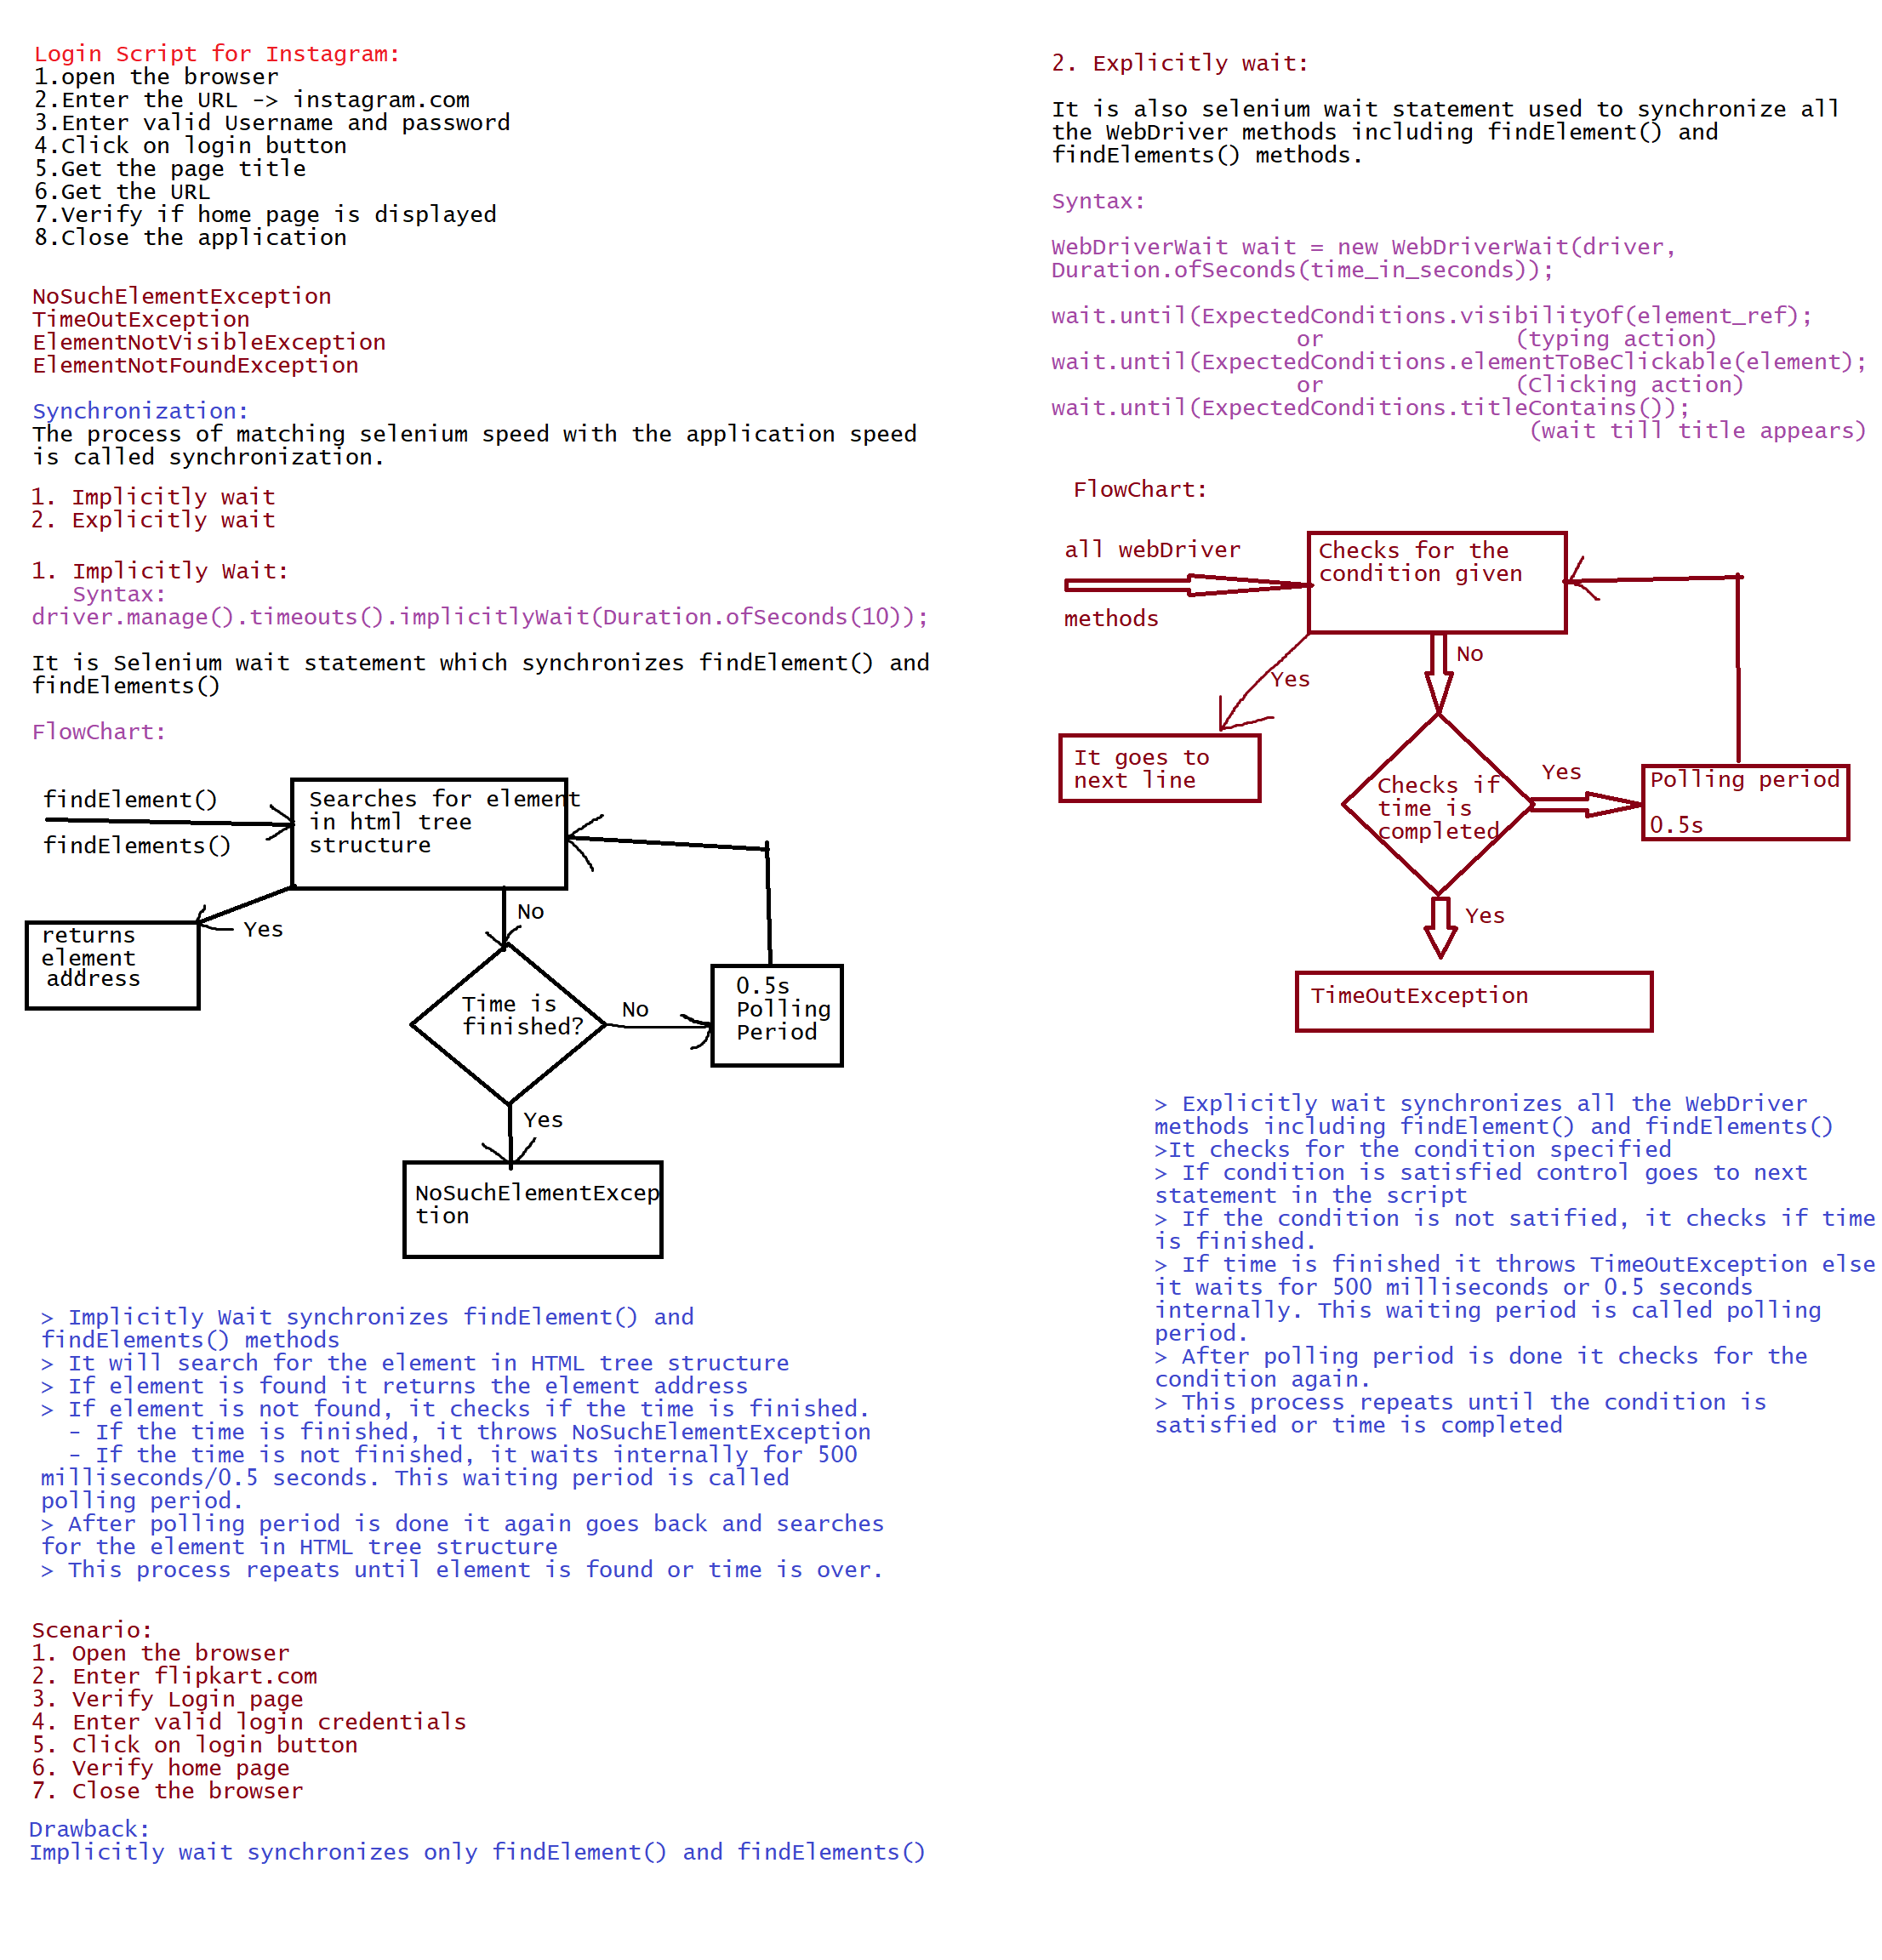 Login Script for Instagram:
1.open the browser
2.Enter the URL -> instagram.com
3.Enter valid Username and password
4.Click on login button
5.Get the page title
6.Get the URL
7.Verify if home page is displayed
8.Close the application
NoSuchElementException
TimeOutException
ElementNotVisibleException
ElementNotFoundException
Synchronization:
The process of matching selenium speed with the application speed
is called synchronization.
1. Implicitly wait
2. Explicitly wait
1. Implicitly Wait:
Syntax:
driver.manage().timeouts().implicitlyWait(Duration.ofSeconds(10));
It is Selenium wait statement which synchronizes findElement() and
findElements()
FlowChart:
findElement()
findElements()
Searches for element
in html tree
structure
Yes
returns
element
address
No
Time is
finished?
No
0.5s
Polling
Period
Yes
NoSuchElementExcep
tion
> Implicitly Wait synchronizes findElement() and
findElements() methods
> It will search for the element in HTML tree structure
> If element is found it returns the element address
> If element is not found, it checks if the time is finished.
- If the time is finished, it throws NoSuchElementException
- If the time is not finished, it waits internally for 500
milliseconds/0.5 seconds. This waiting period is called
polling period.
> After polling period is done it again goes back and searches
for the element in HTML tree structure
> This process repeats until element is found or time is over.
Scenario:
1. Open the browser
2. Enter flipkart.com
3. Verify Login page
4. Enter valid login credentials
5. Click on login button
6. Verify home page
7. Close the browser
Drawback:
Implicitly wait synchronizes only findElement() and findElements()
2. Explicitly wait:
It is also selenium wait statement used to synchronize all
the WebDriver methods including findElement() and
findElements() methods.
Syntax:
WebDriverWait wait = new WebDriverWait(driver,
Duration.ofSeconds(time_in_seconds));
wait.until(ExpectedConditions.visibilityOf(element_ref);
or (typing action)
wait.until(ExpectedConditions.elementToBeClickable(element);
or (Clicking action)
wait.until(ExpectedConditions.titleContains());
(wait till title appears)
FlowChart:
all webDriver
methods
Checks for the
condition given
Yes
It goes to
next line
No
Checks if
time is
completed
Yes
Polling period
0.5s
Yes
TimeOutException
> Explicitly wait synchronizes all the WebDriver
methods including findElement() and findElements()
>It checks for the condition specified
> If condition is satisfied control goes to next
statement in the script
> If the condition is not satified, it checks if time
is finished.
> If time is finished it throws TimeOutException else
it waits for 500 milliseconds or 0.5 seconds
internally. This waiting period is called polling
period.
> After polling period is done it checks for the
condition again.
> This process repeats until the condition is
satisfied or time is completed